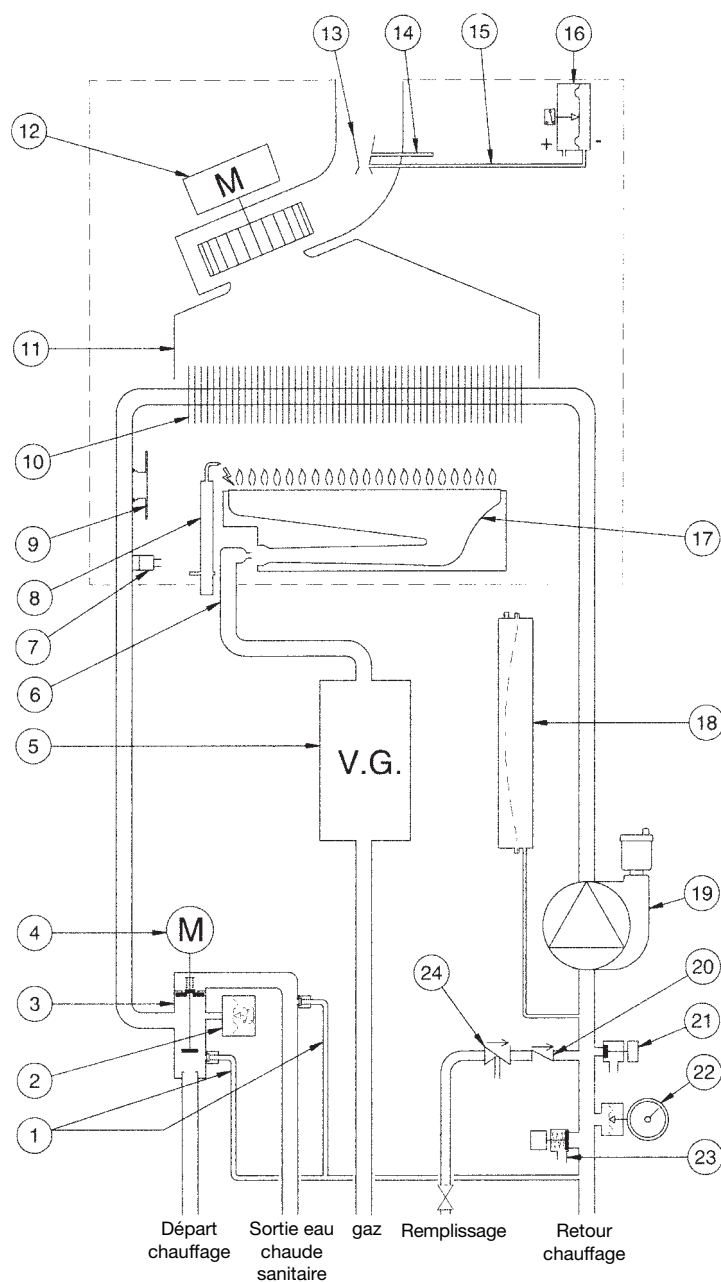 13
14
15
16
12
M
+
-
11
10
9
8
7
6
5
17
18
V.G.
4
M
3
2
1
19
20
24
21
22
23
Départ
chauffage
Sortie eau
chaude
sanitaire
gaz
Remplissage
Retour
chauffage